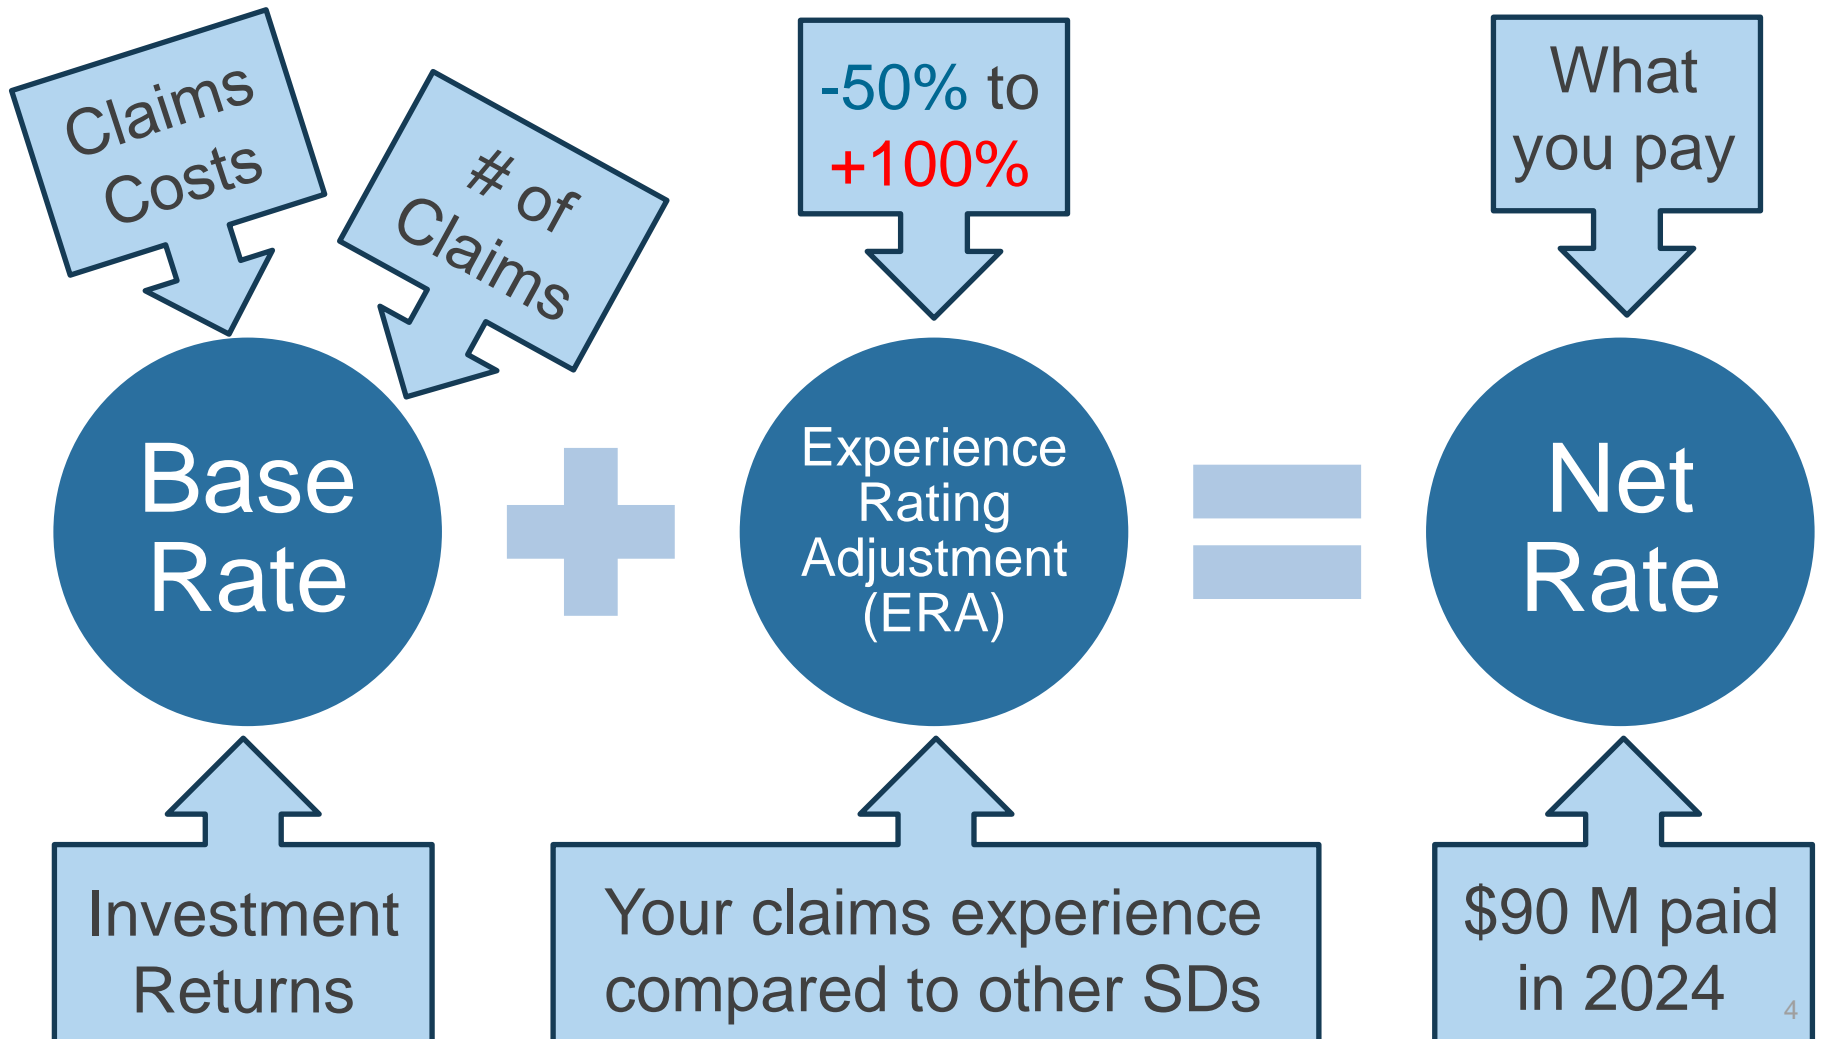 Claims
Costs
# of
Claims
-50% to
+100%
What
you pay
Base
Rate
Experience
Rating
Adjustment
(ERA)
Net
Rate
Investment
Returns
Your claims experience
compared to other SDs
$90 M paid
in 2024
4